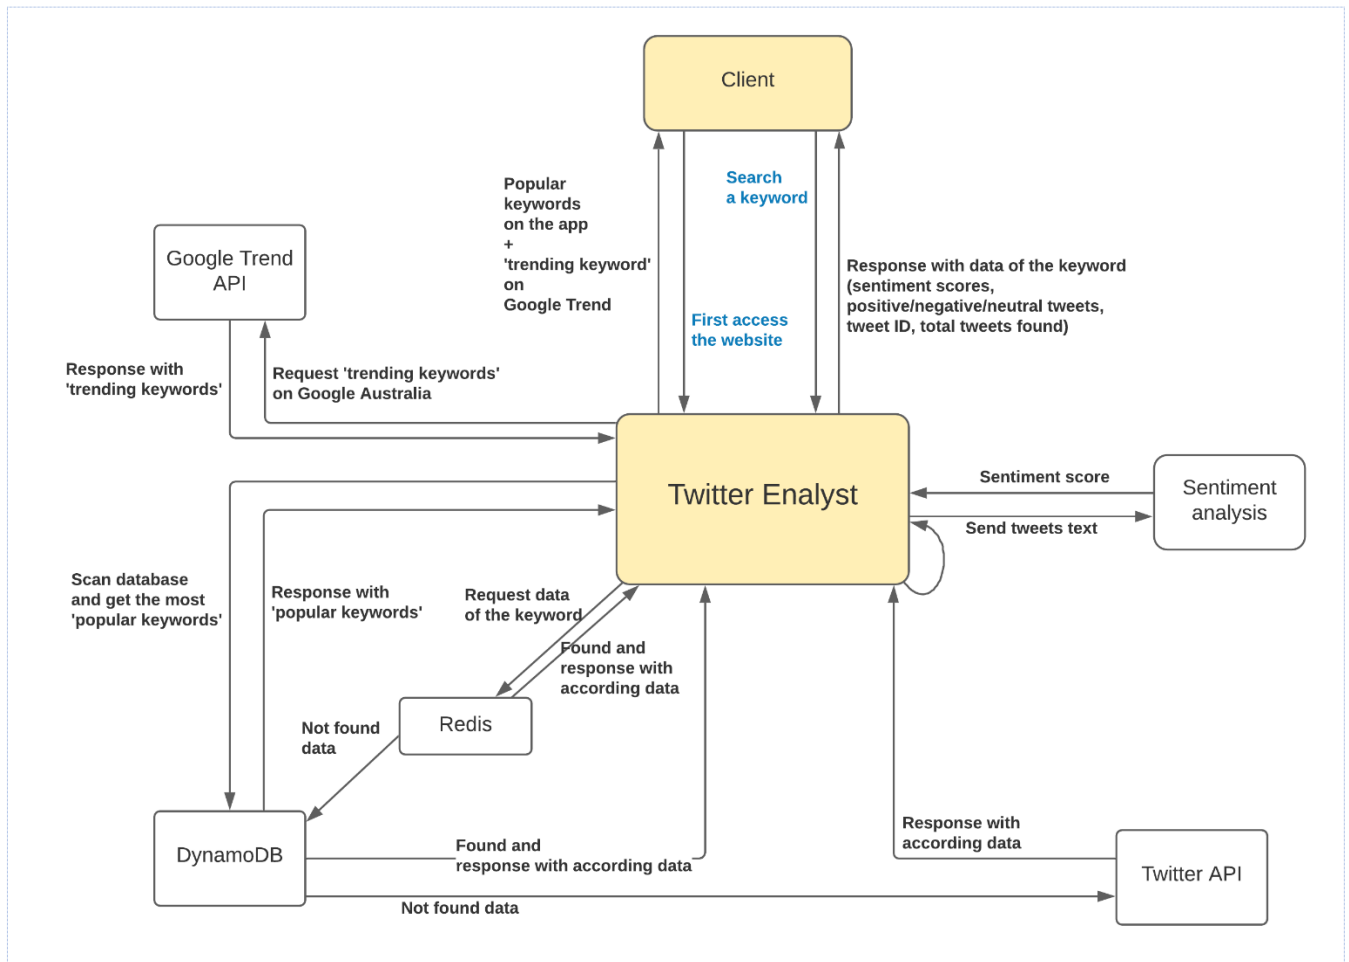 Client
Popular
keywords
on the app
+
'trending keyword'
on
Google Trend
Search
a keyword
First access
the website
Response with data of the keyword
(sentiment scores,
positive/negative/neutral tweets,
tweet ID, total tweets found)
Google Trend
API
Response with
'trending keywords'
Request 'trending keywords'
on Google Australia
Twitter Enalyst
Sentiment score
Send tweets text
Sentiment
analysis
Scan database
and get the most
'popular keywords'
Response with
'popular keywords'
Request data
of the keyword
Found and
response with
according data
Redis
Not found
data
DynamoDB
Found and
response with according data
Not found data
Response with
according data
Twitter API